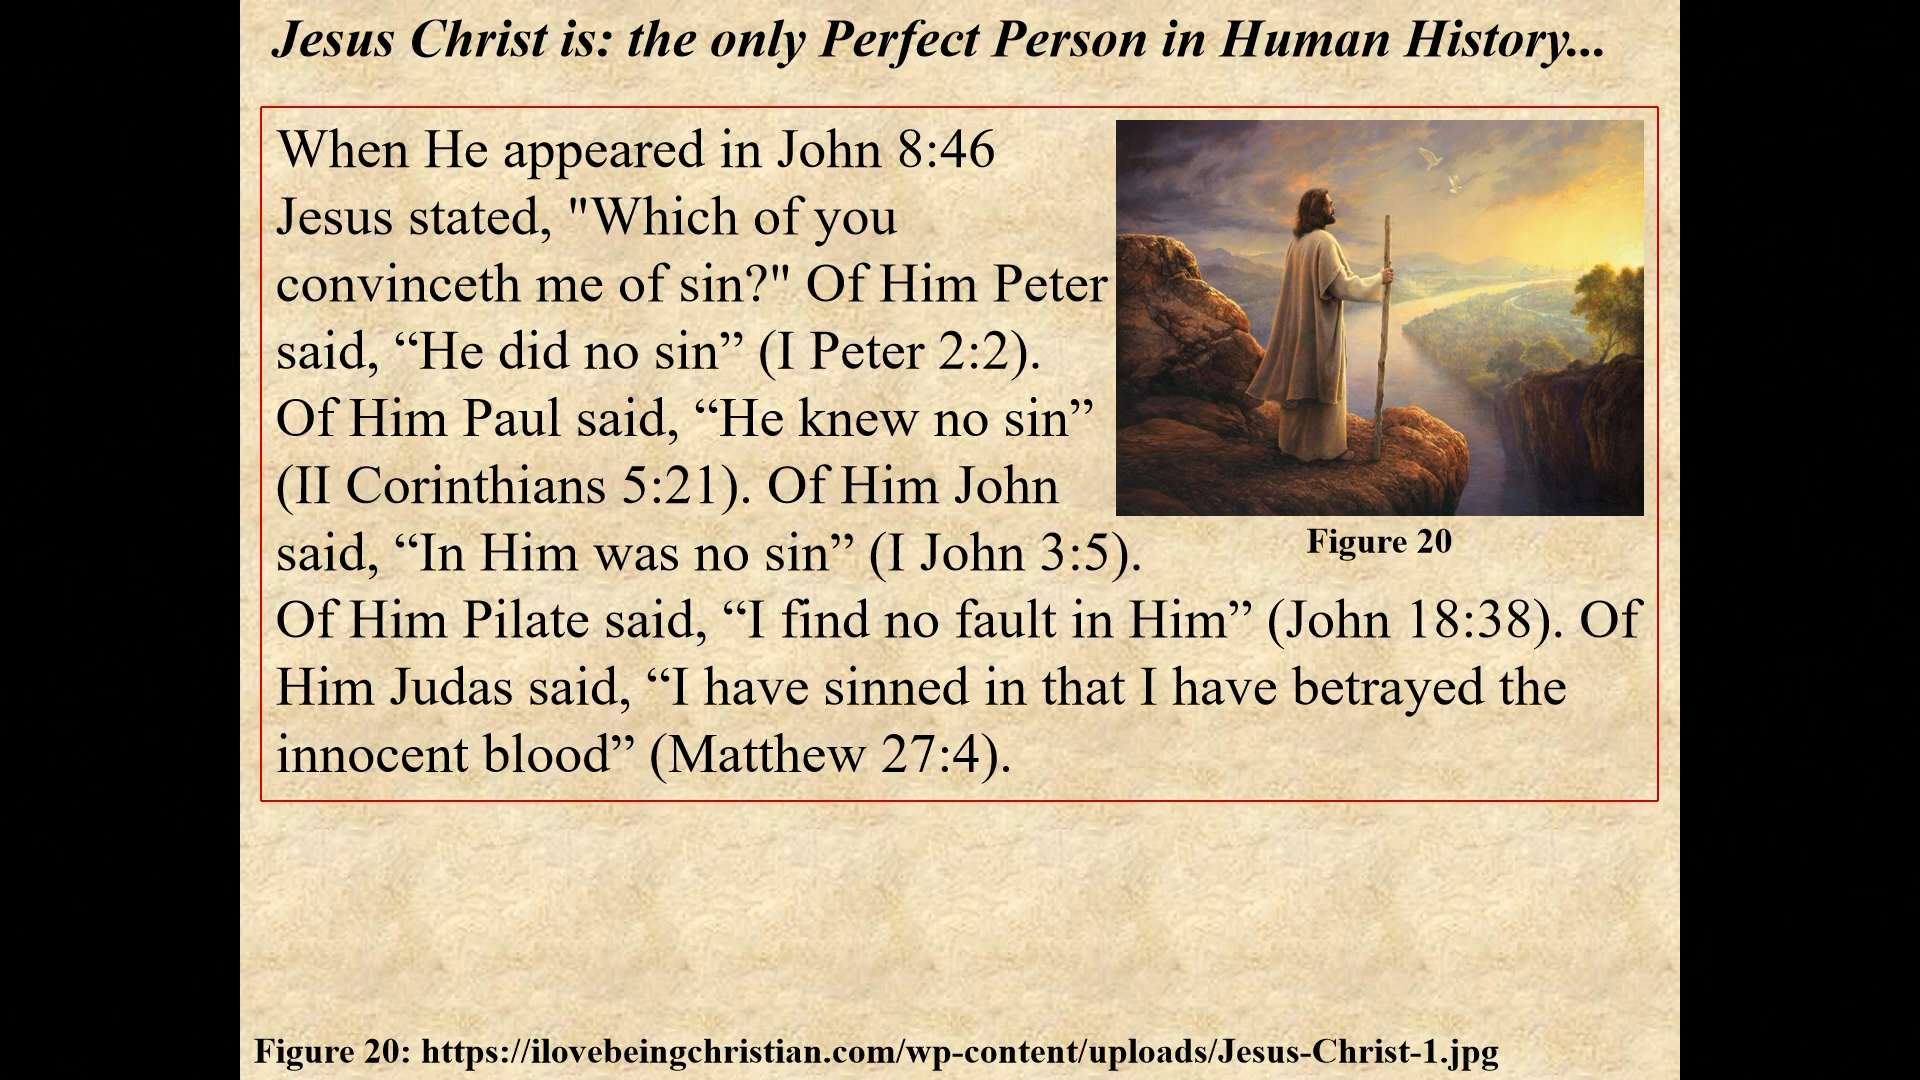 Jesus Christ is: the only Perfect Person in Human History...
When He appeared in John 8:46
Jesus stated, "Which of you
convinceth me of sin?" Of Him Peter
said, “He did no sin” (I Peter 2:2).
Of Him Paul said, “He knew no sin”
(II Corinthians 5:21). Of Him John
said, “In Him was no sin” (I John 3:5).
Of Him Pilate said, “I find no fault in Him” (John 18:38). Of
Him Judas said, “I have sinned in that I have betrayed the
innocent blood” (Matthew 27:4).
Figure 20
Figure 20: https://ilovebeingchristian.com/wp-content/uploads/Jesus-Christ-1.jpg